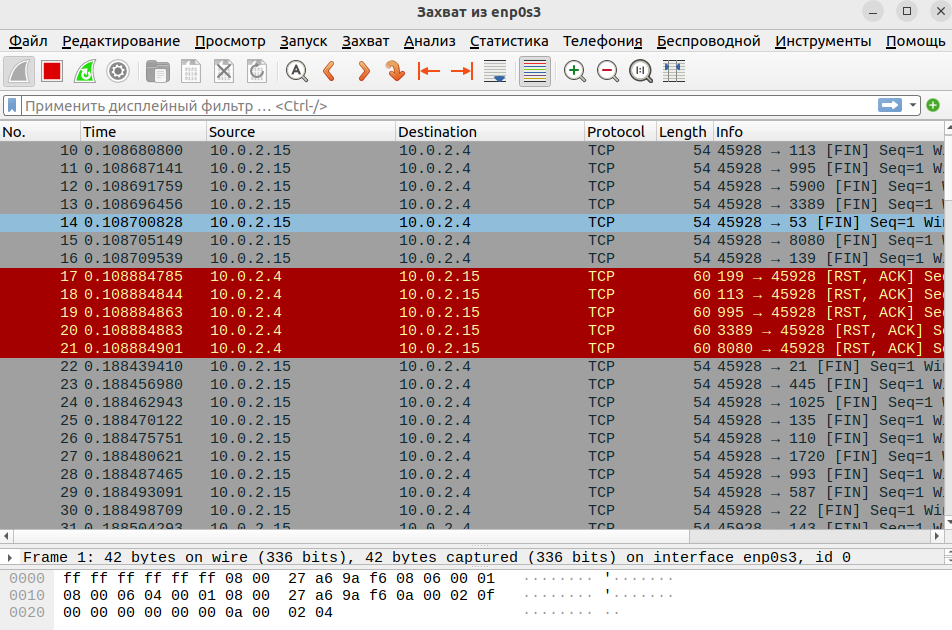 Захват из enp0s3
Файл Редактирование Просмотр Запуск Захват Анализ Статистика Телефония Беспроводной Инструменты Помощь
Применить дисплейный фильтр … <Ctrl-/>
No. Time Source Destination Protocol Length Info
10 0.108680800 10.0.2.15 10.0.2.4 TCP 54 45928 → 113 [FIN] Seq=1 W
11 0.108687141 10.0.2.15 10.0.2.4 TCP 54 45928 → 995 [FIN] Seq=1 W
12 0.108691759 10.0.2.15 10.0.2.4 TCP 54 45928 → 5900 [FIN] Seq=1
13 0.108696456 10.0.2.15 10.0.2.4 TCP 54 45928 → 3389 [FIN] Seq=1
14 0.108700828 10.0.2.15 10.0.2.4 TCP 54 45928 → 53 [FIN] Seq=1 Wi
15 0.108705149 10.0.2.15 10.0.2.4 TCP 54 45928 → 8080 [FIN] Seq=1
16 0.108709539 10.0.2.15 10.0.2.4 TCP 54 45928 → 139 [FIN] Seq=1 W
17 0.108884785 10.0.2.4 10.0.2.15 TCP 60 199 → 45928 [RST, ACK] Se
18 0.108884844 10.0.2.4 10.0.2.15 TCP 60 113 → 45928 [RST, ACK] Se
19 0.108884863 10.0.2.4 10.0.2.15 TCP 60 995 → 45928 [RST, ACK] Se
20 0.108884883 10.0.2.4 10.0.2.15 TCP 60 3389 → 45928 [RST, ACK] S
21 0.108884901 10.0.2.4 10.0.2.15 TCP 60 8080 → 45928 [RST, ACK] S
22 0.188439410 10.0.2.15 10.0.2.4 TCP 54 45928 → 21 [FIN] Seq=1 Wi
23 0.188456980 10.0.2.15 10.0.2.4 TCP 54 45928 → 445 [FIN] Seq=1 W
24 0.188462943 10.0.2.15 10.0.2.4 TCP 54 45928 → 1025 [FIN] Seq=1
25 0.188470122 10.0.2.15 10.0.2.4 TCP 54 45928 → 135 [FIN] Seq=1 W
26 0.188475751 10.0.2.15 10.0.2.4 TCP 54 45928 → 110 [FIN] Seq=1 W
27 0.188480621 10.0.2.15 10.0.2.4 TCP 54 45928 → 1720 [FIN] Seq=1
28 0.188487465 10.0.2.15 10.0.2.4 TCP 54 45928 → 993 [FIN] Seq=1 W
29 0.188493091 10.0.2.15 10.0.2.4 TCP 54 45928 → 587 [FIN] Seq=1 W
30 0.188498709 10.0.2.15 10.0.2.4 TCP 54 45928 → 22 [FIN] Seq=1 Wi
31 0.188504293 10.0.2.15 10.0.2.4 TCP 54 45928 → 143 [FIN] Seq=1 W
Frame 1: 42 bytes on wire (336 bits), 42 bytes captured (336 bits) on interface enp0s3, id 0
0000 ff ff ff ff ff ff 08 00 27 a6 9a f6 08 06 00 01 ········ '·······
0010 08 00 06 04 00 01 08 00 27 a6 9a f6 0a 00 02 0f ········ '·······
0020 00 00 00 00 00 00 0a 00 02 04 ········ ··